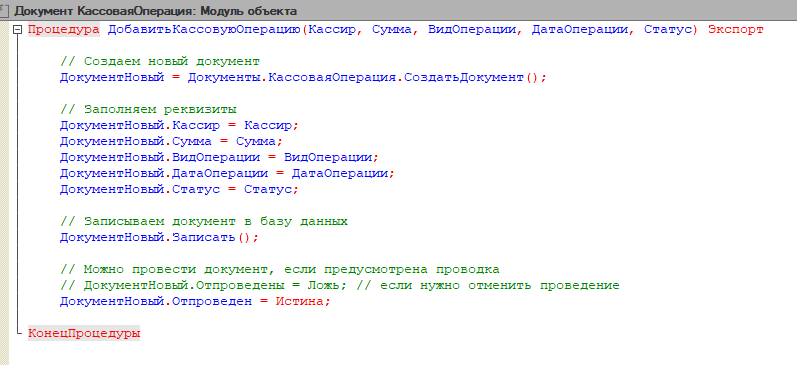 Документ КассоваяОперация: Модуль объекта
Процедура ДобавитьКассовуюОперацию(Кассир, Сумма, ВидОперации, ДатаОперации, Статус) Экспорт
// Создаем новый документ
ДокументНовый = Документы.КассоваяОперация.СоздатьДокумент();
// Заполняем реквизиты
ДокументНовый.Кассир = Кассир;
ДокументНовый.Сумма = Сумма;
ДокументНовый.ВидОперации = ВидОперации;
ДокументНовый.ДатаОперации = ДатаОперации;
ДокументНовый.Статус = Статус;
// Записываем документ в базу данных
ДокументНовый.Записать();
// Можно провести документ, если предусмотрена проводка
// ДокументНовый.Отпроведены = Ложь; // если нужно отменить проведение
ДокументНовый.Отпроведен = Истина;
КонецПроцедуры